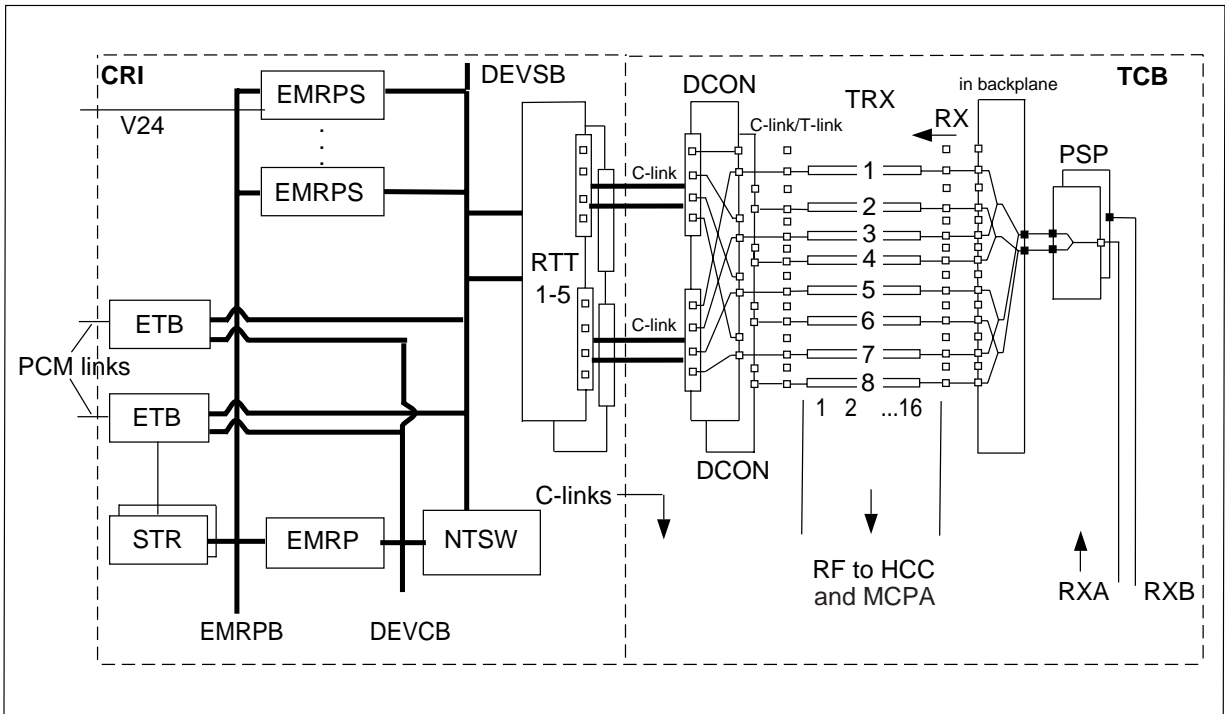 CRI
DEVSB
TCB
EMRPS
V24
EMRPS
DCON
TRX
in backplane
C-link/T-link
RX
PSP
C-link
RTT
1-5
C-link
1
2
3
4
5
6
7
8
1 2 ...16
ETB
PCM links
ETB
DCON
C-links
STR
EMRP
NTSW
RF to HCC
and MCPA
RXA
RXB
EMRPB
DEVCB